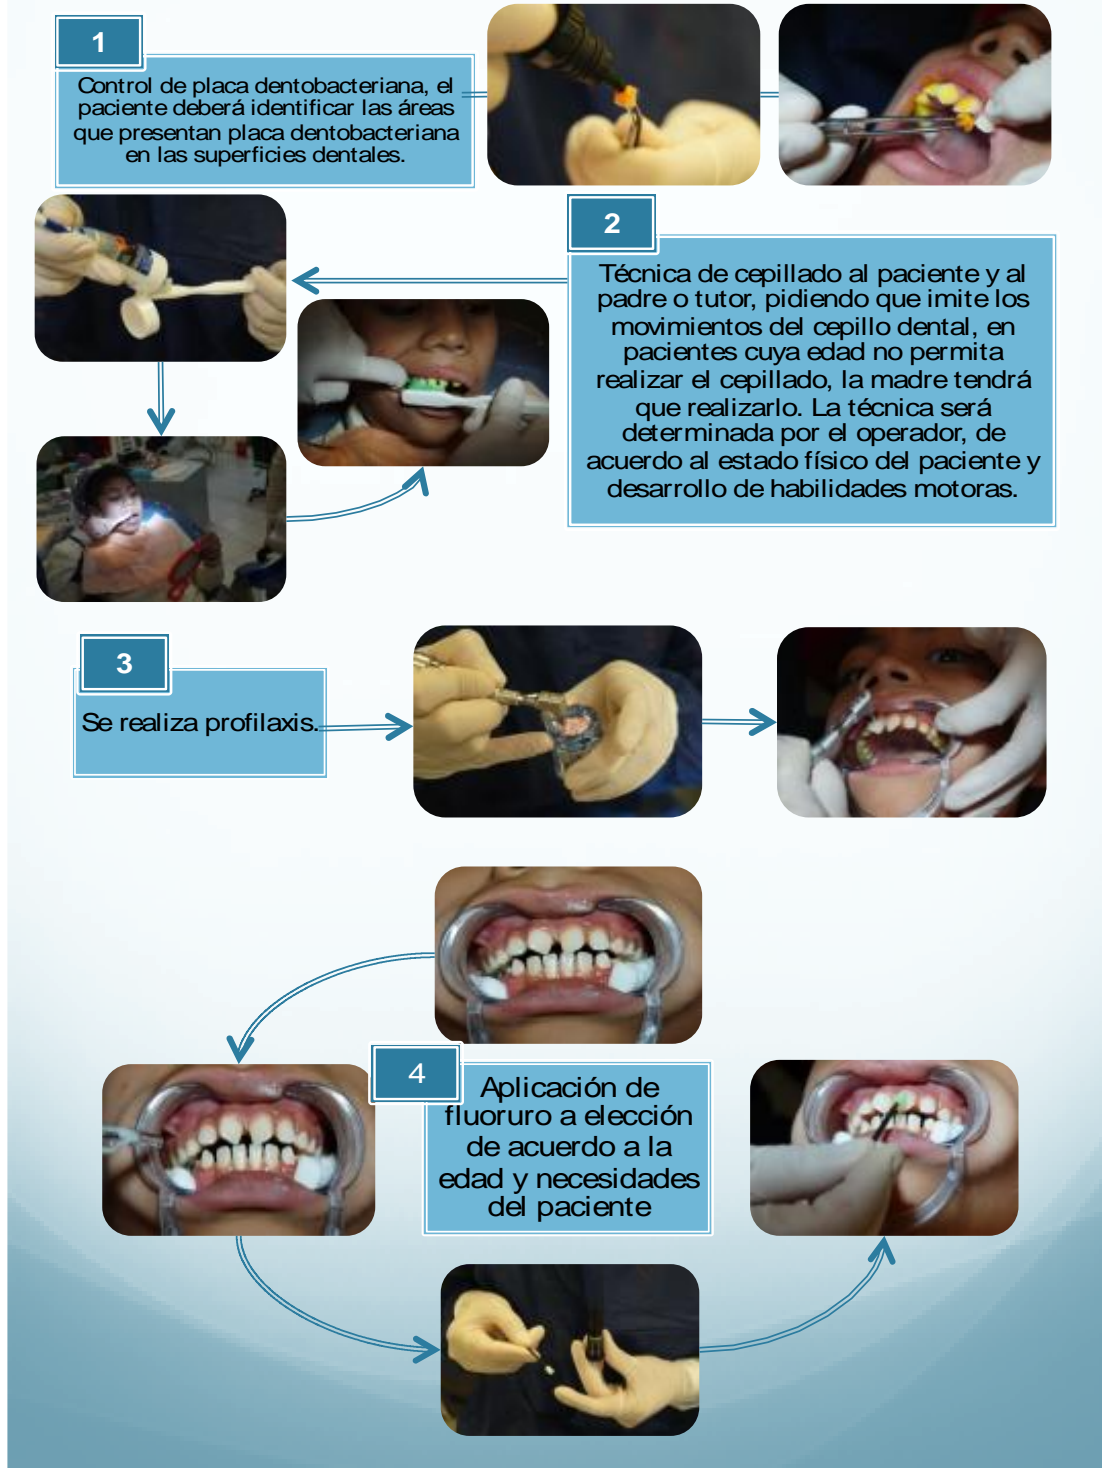 1
Control de placa dentobacteriana, el
paciente deberá identificar las áreas
que presentan placa dentobacteriana
en las superficies dentales.
2
Técnica de cepillado al paciente y al
padre o tutor, pidiendo que imite los
movimientos del cepillo dental, en
pacientes cuya edad no permita
realizar el cepillado, la madre tendrá
que realizarlo. La técnica será
determinada por el operador, de
acuerdo al estado físico del paciente y
desarrollo de habilidades motoras.
3
Se realiza profilaxis.
4
Aplicación de
fluoruro a elección
de acuerdo a la
edad y necesidades
del paciente